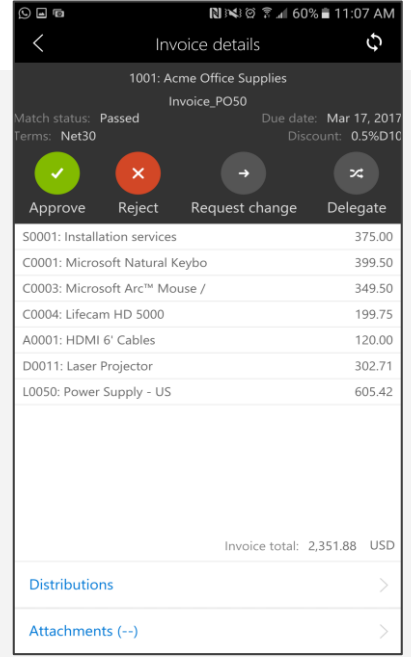 60% 11:07 AM
Invoice details
1001: Acme Office Supplies
Invoice_PO50
Match status: Passed Due date: Mar 17, 2017
Terms: Net30 Discount: 0.5%D10
Approve Reject Request change Delegate
S0001: Installation services 375.00
C0001: Microsoft Natural Keybo 399.50
C0003: Microsoft Arc™ Mouse / 349.50
C0004: Lifecam HD 5000 199.75
A0001: HDMI 6' Cables 120.00
D0011: Laser Projector 302.71
L0050: Power Supply - US 605.42
Invoice total: 2,351.88 USD
Distributions
Attachments (--)